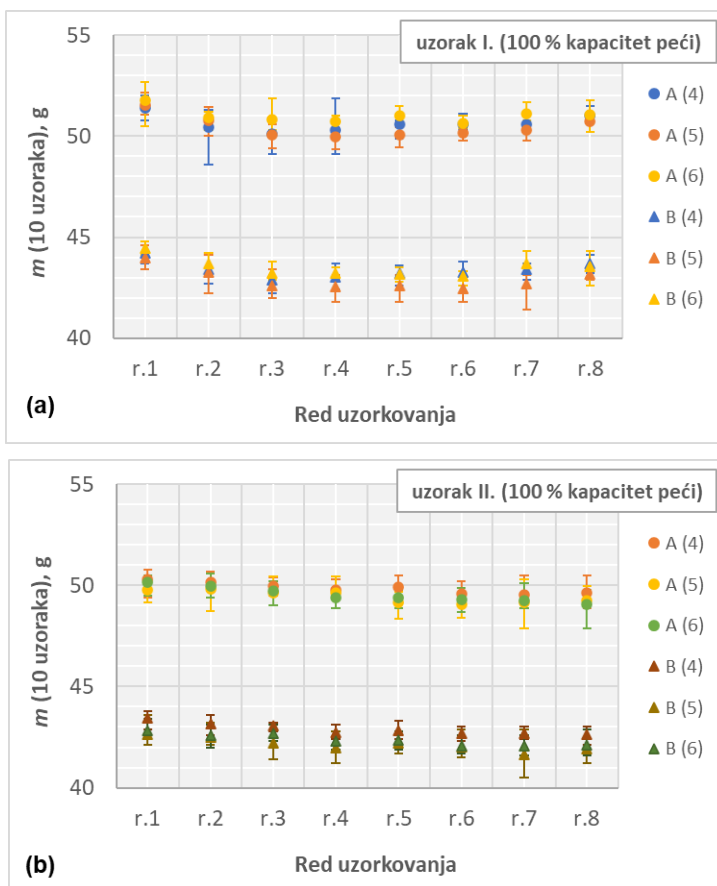 uzorak I. (100 % kapacitet peći)
55
50
45
40
m (10 uzoraka), g
A (4)
A (5)
A (6)
B (4)
B (5)
B (6)
r.1 r.2 r.3 r.4 r.5 r.6 r.7 r.8
(a)
Red uzorkovanja
uzorak II. (100 % kapacitet peći)
55
50
45
40
m (10 uzoraka), g
A (4)
A (5)
A (6)
B (4)
B (5)
B (6)
r.1 r.2 r.3 r.4 r.5 r.6 r.7 r.8
(b)
Red uzorkovanja